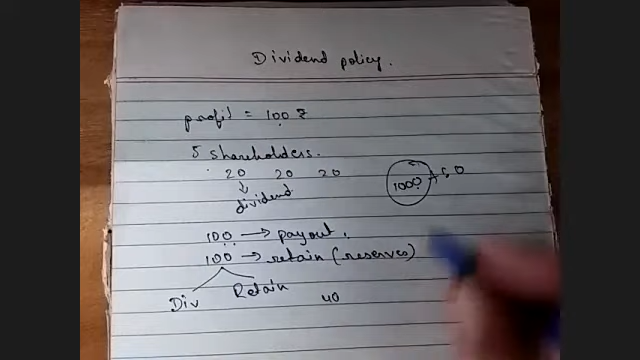 Dividend policy.
profit = 100 ₹
5 shareholders.
20 20 20
dividend
1000 + 50
100 → payout.
100 → retain (reserves)
Div Retain 40